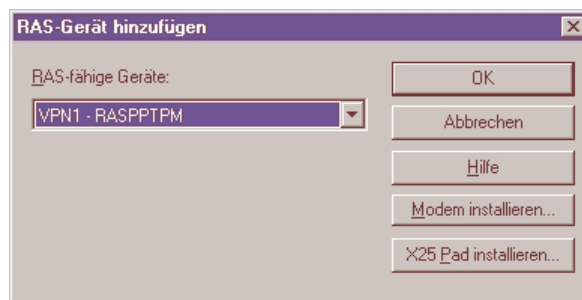 RAS-Gerät hinzufügen
RAS-fähige Geräte:
VPN1 - RASPPTPM
OK
Abbrechen
Hilfe
Modem installieren...
X25 Pad installieren...